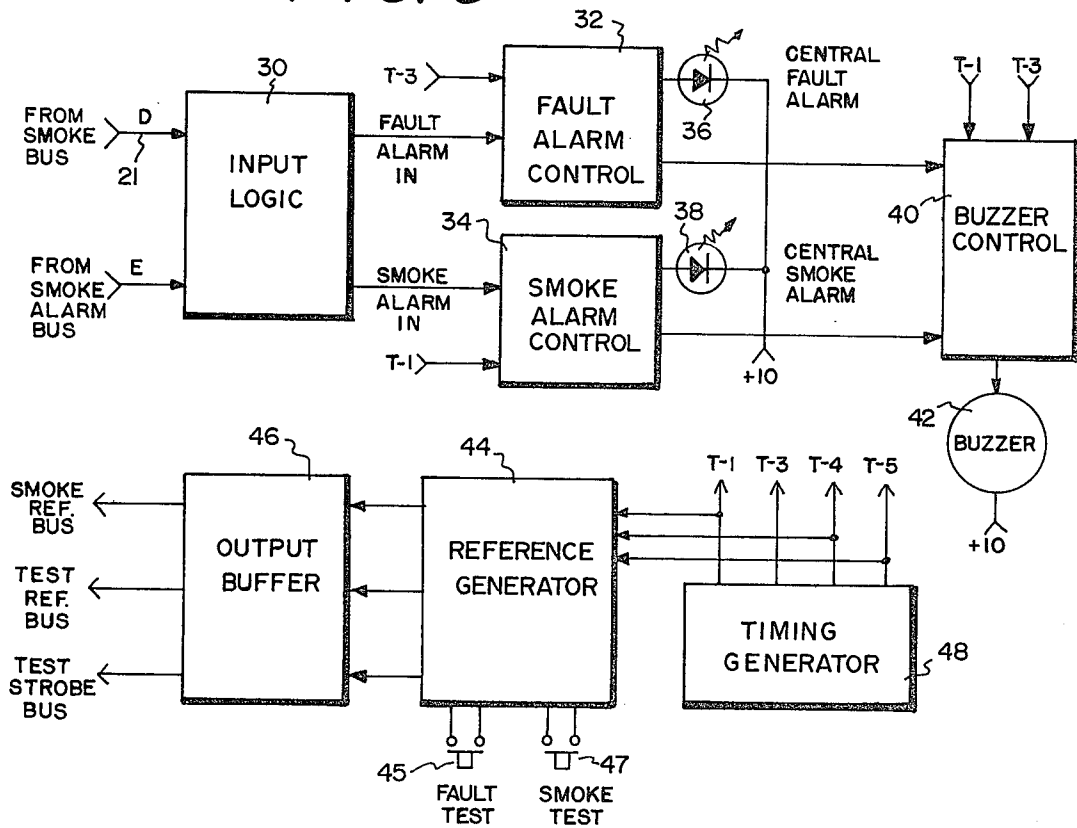 32
T-3
CENTRAL
FAULT
ALARM
T-1 T-3
30
FROM
SMOKE
BUS
D
21
INPUT
LOGIC
FAULT
ALARM
IN
FAULT
ALARM
CONTROL
36
40
BUZZER
CONTROL
FROM
SMOKE
ALARM
BUS
E
SMOKE
ALARM
IN
34
SMOKE
ALARM
CONTROL
38
CENTRAL
SMOKE
ALARM
T-1
+10
42
BUZZER
+10
46
44
T-1 T-3 T-4 T-5
SMOKE
REF.
BUS
TEST
REF.
BUS
TEST
STROBE
BUS
OUTPUT
BUFFER
REFERENCE
GENERATOR
TIMING
GENERATOR
48
45
FAULT
TEST
47
SMOKE
TEST